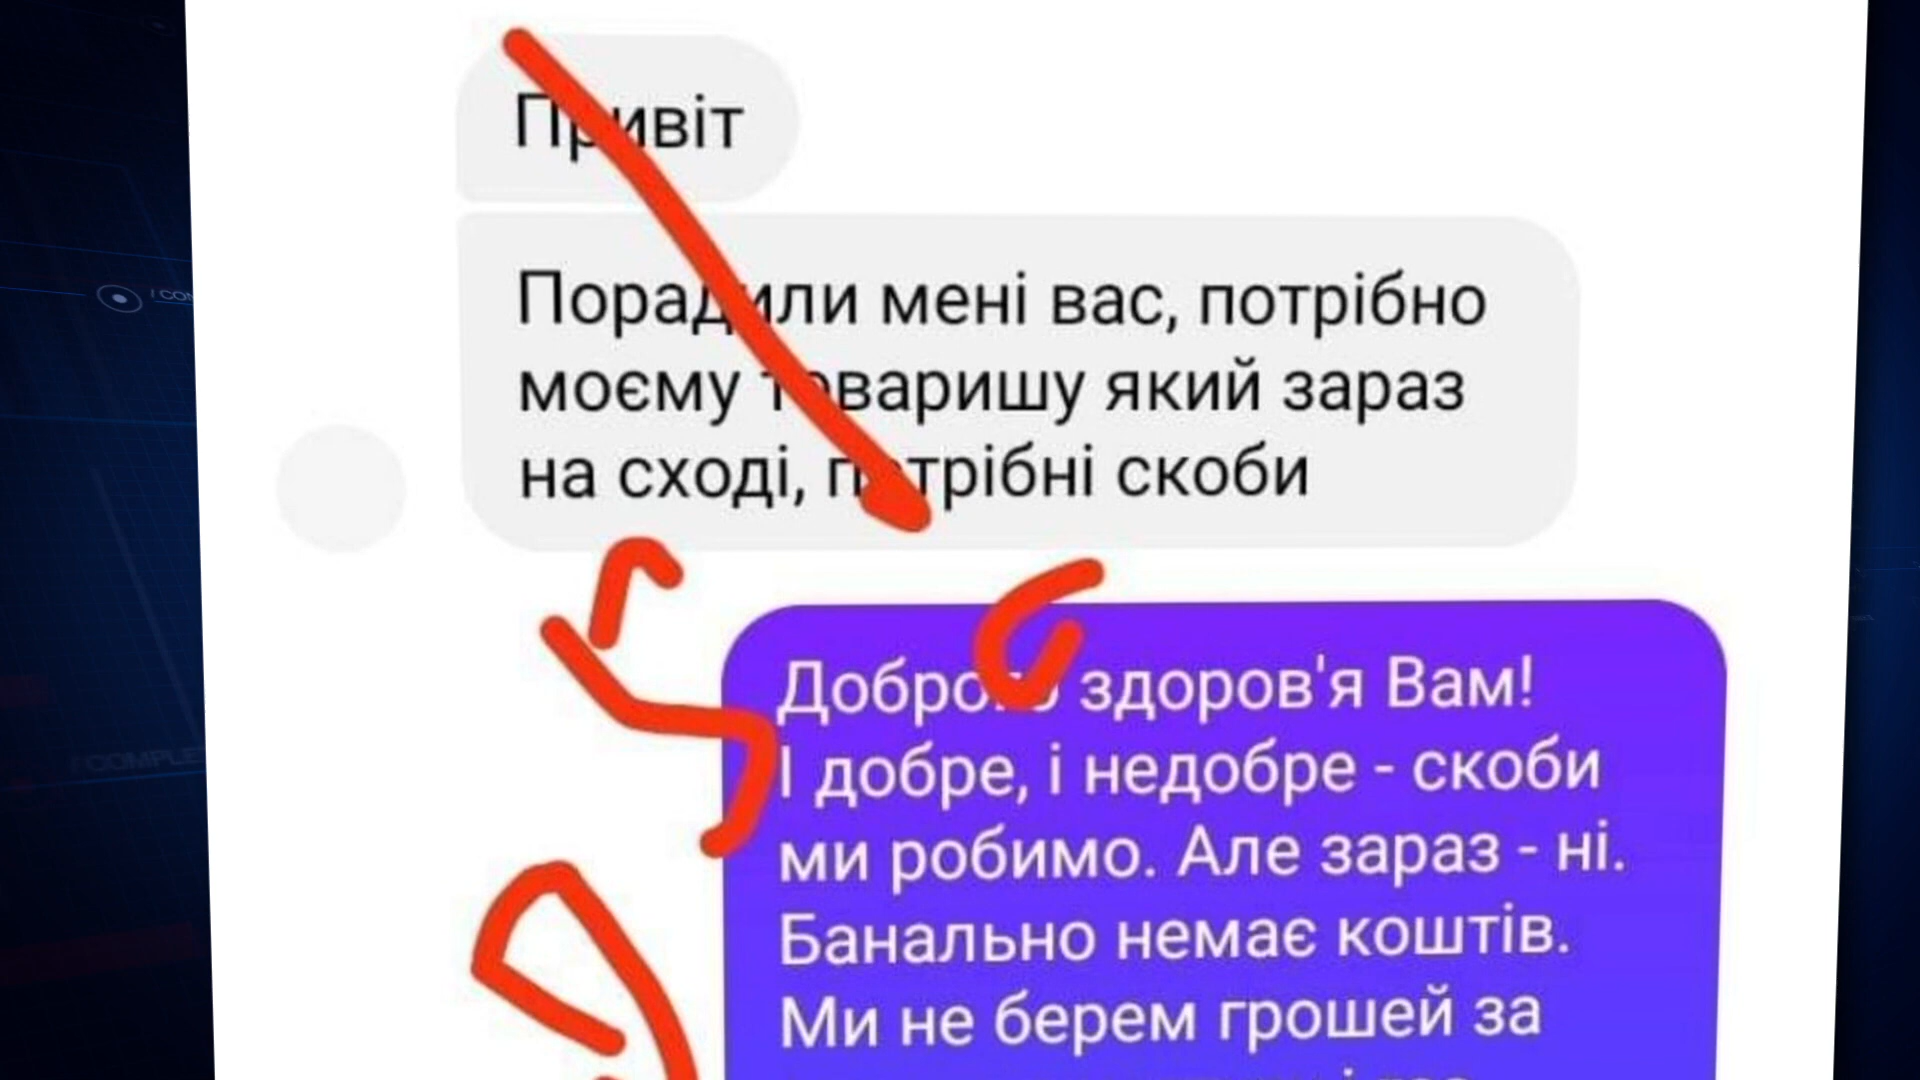 Привіт
Порадили мені вас, потрібно
моєму товаришу який зараз
на сході, потрібні скоби
Доброго здоров'я Вам!
І добре, і недобре - скоби
ми робимо. Але зараз - ні.
Банально немає коштів.
Ми не берем грошей за